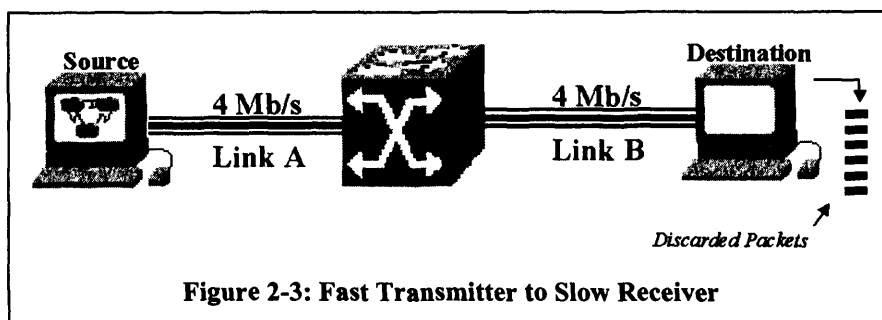 Source
Destination
4 Mb/s
4 Mb/s
Link A
Link B
Discarded Packets
Figure 2-3: Fast Transmitter to Slow Receiver